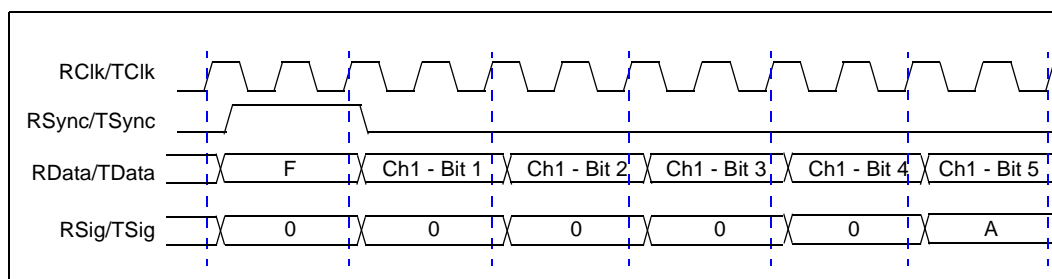 RClk/TClk
RSync/TSync
RData/TData F Ch1 - Bit 1 Ch1 - Bit 2 Ch1 - Bit 3 Ch1 - Bit 4 Ch1 - Bit 5
RSig/TSig 0 0 0 0 0 A